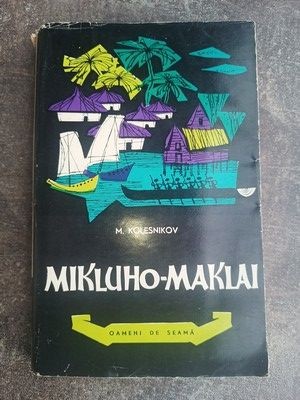 M. KOLESNIKOV
MIKLUHO-MAKLAI
OAMENI DE SEAMĂ